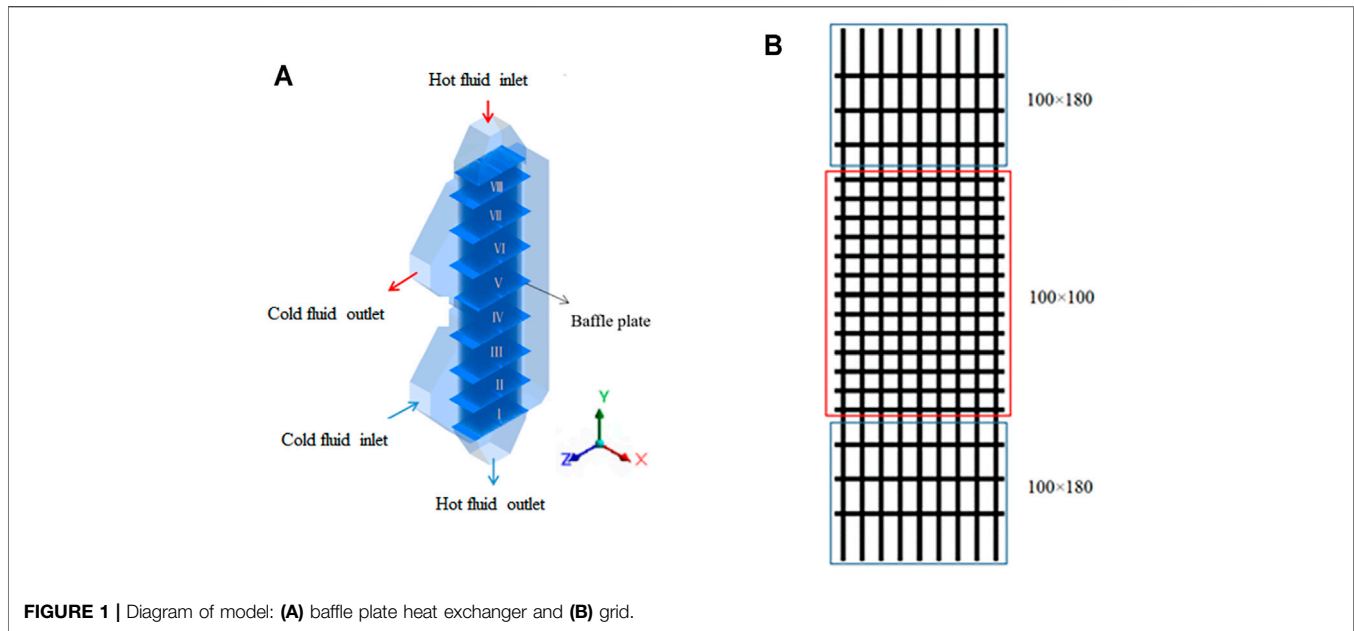 A
Hot fluid inlet
VIII
VII
VI
V
IV
III
II
I
Cold fluid outlet
Baffle plate
Cold fluid inlet
Hot fluid outlet
Y
Z
X
B
100×180
100×100
100×180
FIGURE 1 | Diagram of model: (A) baffle plate heat exchanger and (B) grid.